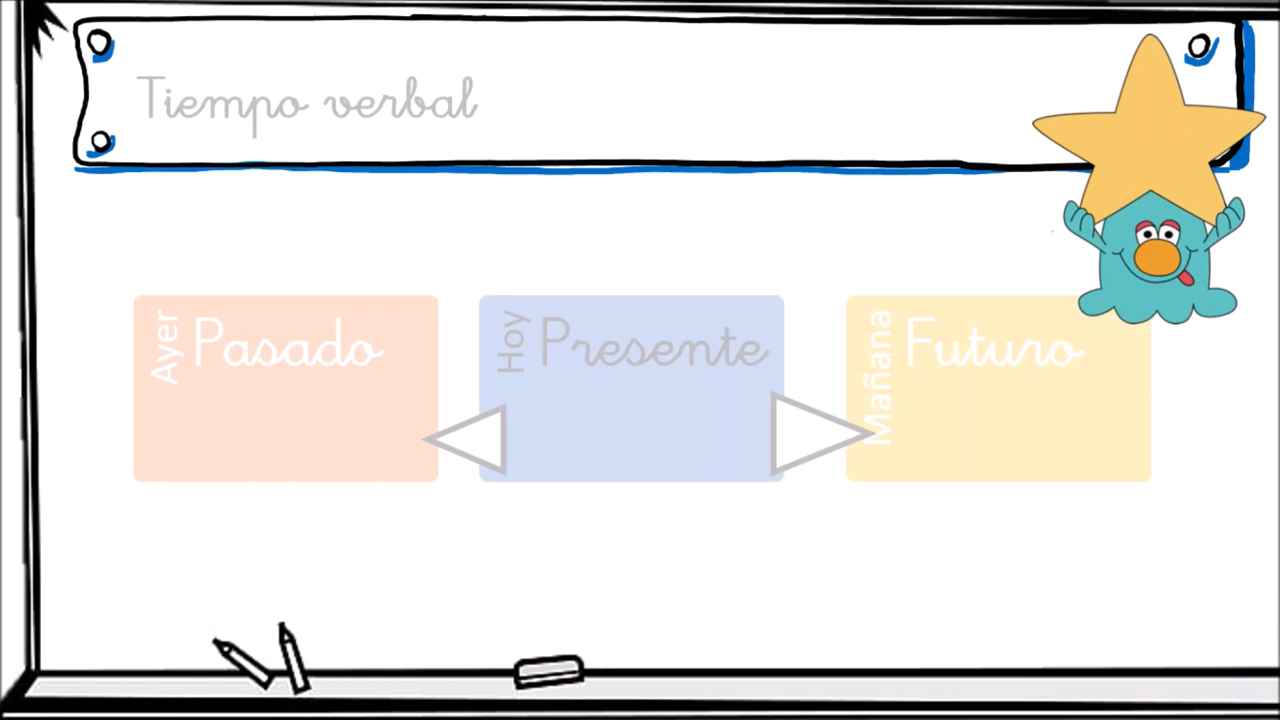 Tiempo verbal
Ayer
Pasado
Hoy
Presente
Mañana
Futuro